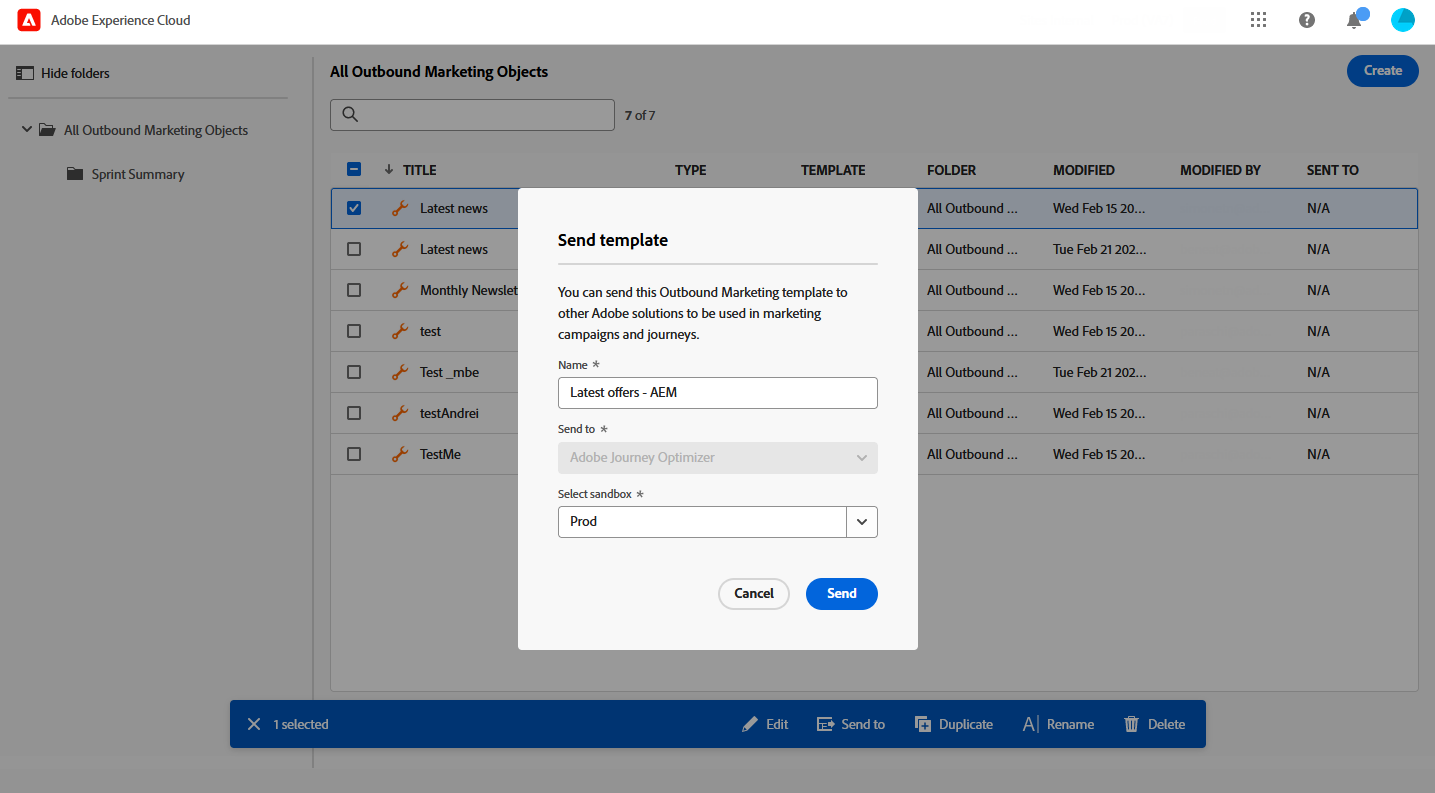 Adobe Experience Cloud
Hide folders
All Outbound Marketing Objects
Sprint Summary
All Outbound Marketing Objects
Create
7 of 7
TITLE TYPE TEMPLATE FOLDER MODIFIED MODIFIED BY SENT TO
Latest news All Outbound ... Wed Feb 15 20... N/A
Latest news All Outbound ... Tue Feb 21 202... N/A
Monthly Newslet All Outbound ... Wed Feb 15 20... N/A
test All Outbound ... Wed Feb 15 20... N/A
Test _mbe All Outbound ... Tue Feb 21 202... N/A
testAndrei All Outbound ... Wed Feb 15 20... N/A
TestMe All Outbound ... Wed Feb 15 20... N/A
Send template
You can send this Outbound Marketing template to
other Adobe solutions to be used in marketing
campaigns and journeys.
Name *
Latest offers - AEM
Send to *
Adobe Journey Optimizer
Select sandbox *
Prod
Cancel Send
1 selected Edit Send to Duplicate Rename Delete